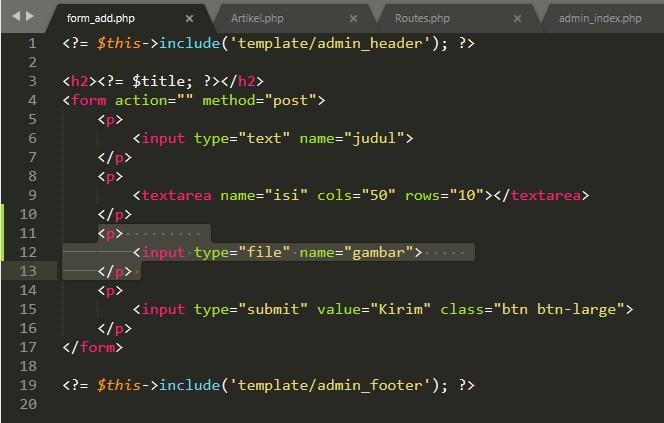 form_add.php × Artikel.php × Routes.php × admin_index.php
1 <?= $this->include('template/admin_header'); ?>
2
3 <h2><?= $title; ?></h2>
4 <form action="" method="post">
5 <p>
6 <input type="text" name="judul">
7 </p>
8 <p>
9 <textarea name="isi" cols="50" rows="10"></textarea>
10 </p>
11 <p>
12 <input type="file" name="gambar">
13 </p>
14 <p>
15 <input type="submit" value="Kirim" class="btn btn-large">
16 </p>
17 </form>
18
19 <?= $this->include('template/admin_footer'); ?>
20